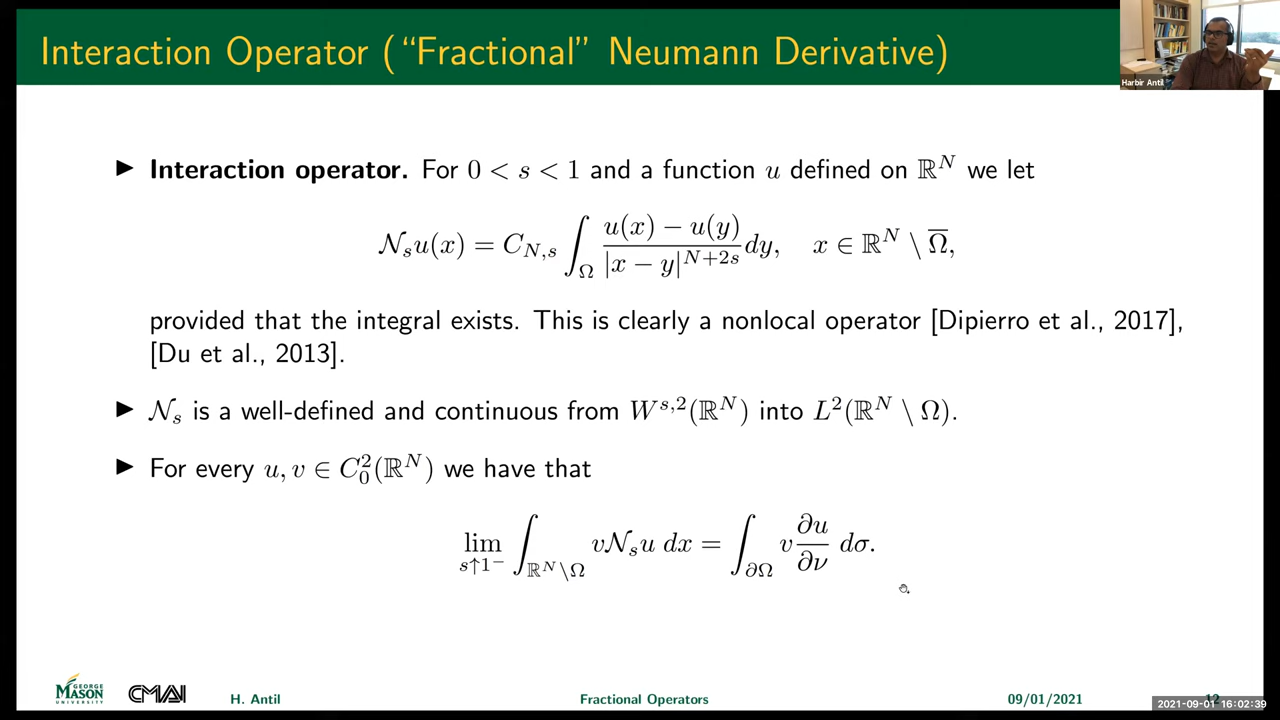 Interaction Operator (“Fractional” Neumann Derivative)
Harbir Antil
▶ Interaction operator. For 0 < s < 1 and a function u defined on ℝ^N we let
𝒩_s u(x) = C_{N,s} ∫_Ω (u(x) − u(y)) / |x − y|^{N+2s} dy, x ∈ ℝ^N \ Ω̅,
provided that the integral exists. This is clearly a nonlocal operator [Dipierro et al., 2017],
[Du et al., 2013].
▶ 𝒩_s is a well-defined and continuous from W^{s,2}(ℝ^N) into L^2(ℝ^N \ Ω).
▶ For every u, v ∈ C_0^2(ℝ^N) we have that
lim_{s↑1^−} ∫_{ℝ^N\Ω} v𝒩_s u dx = ∫_{∂Ω} v ∂u/∂ν dσ.
GEORGE MASON UNIVERSITY
CMAI
H. Antil
Fractional Operators
09/01/2021
12
2021-09-01 16:02:39